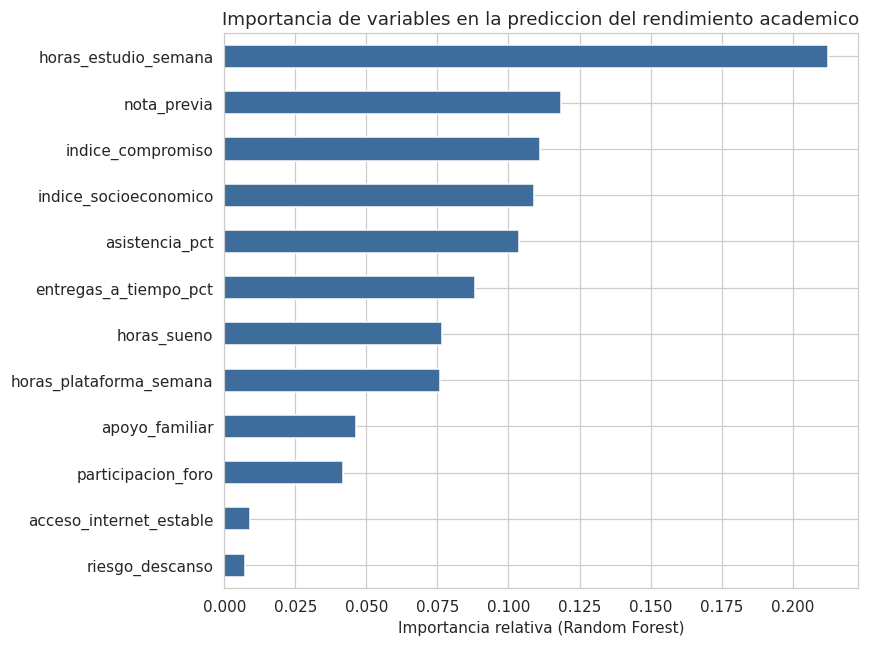 Importancia de variables en la prediccion del rendimiento academico
horas_estudio_semana
nota_previa
indice_compromiso
indice_socioeconomico
asistencia_pct
entregas_a_tiempo_pct
horas_sueno
horas_plataforma_semana
apoyo_familiar
participacion_foro
acceso_internet_estable
riesgo_descanso
0.000 0.025 0.050 0.075 0.100 0.125 0.150 0.175 0.200
Importancia relativa (Random Forest)